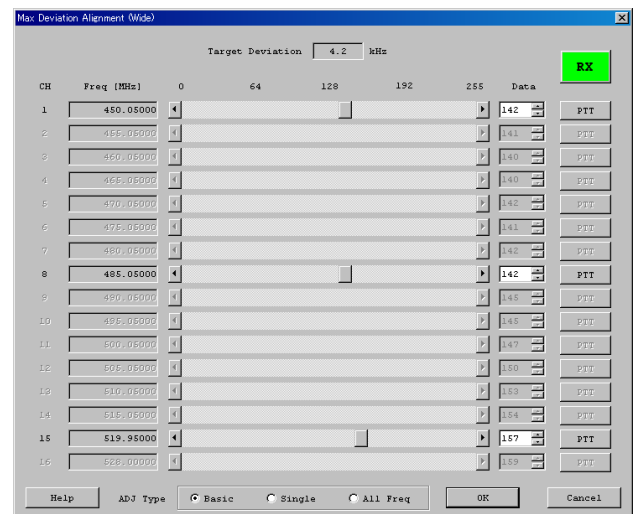 Max Deviation Alignment (Wide)
Target Deviation 4.2 kHz
RX
CH Freq [MHz] 0 64 128 192 255 Data
1 450.05000 142 PTT
2 455.05000 141 PTT
3 460.05000 140 PTT
4 465.05000 140 PTT
5 470.05000 142 PTT
6 475.05000 141 PTT
7 480.05000 142 PTT
8 485.05000 142 PTT
9 490.05000 145 PTT
10 495.05000 145 PTT
11 500.05000 147 PTT
12 505.05000 150 PTT
13 510.05000 153 PTT
14 515.05000 154 PTT
15 519.95000 157 PTT
16 528.00000 159 PTT
Help ADJ Type Basic Single All Freq OK Cancel